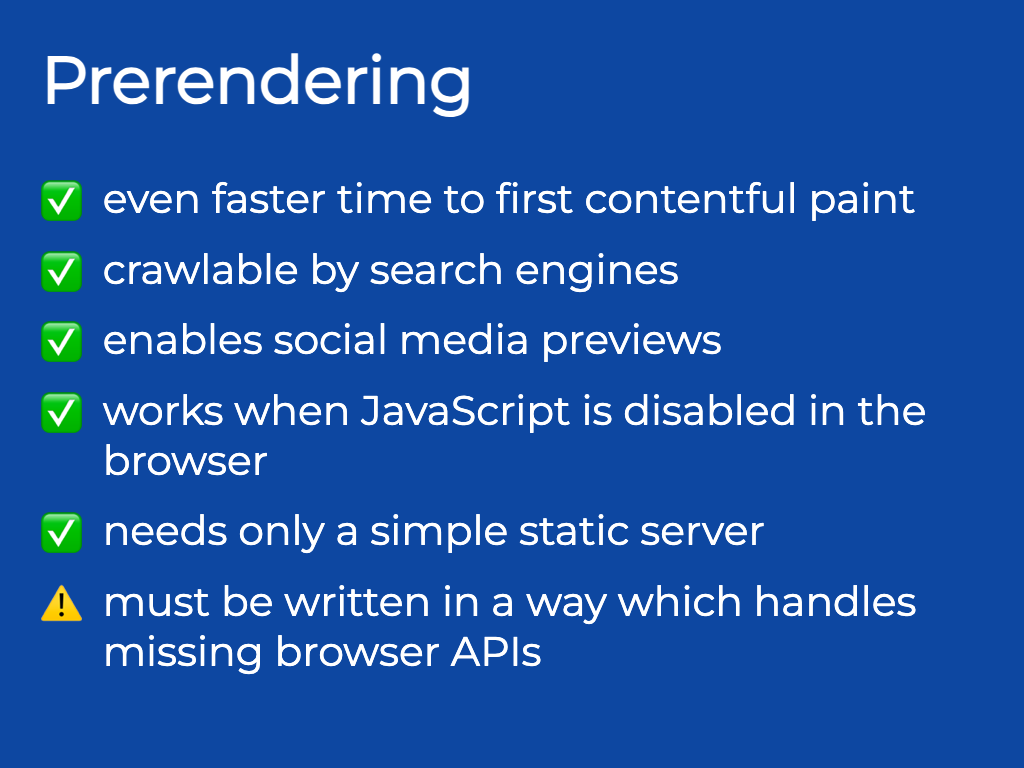 Prerendering
✅ even faster time to first contentful paint
✅ crawlable by search engines
✅ enables social media previews
✅ works when JavaScript is disabled in the
browser
✅ needs only a simple static server
⚠️ must be written in a way which handles
missing browser APIs